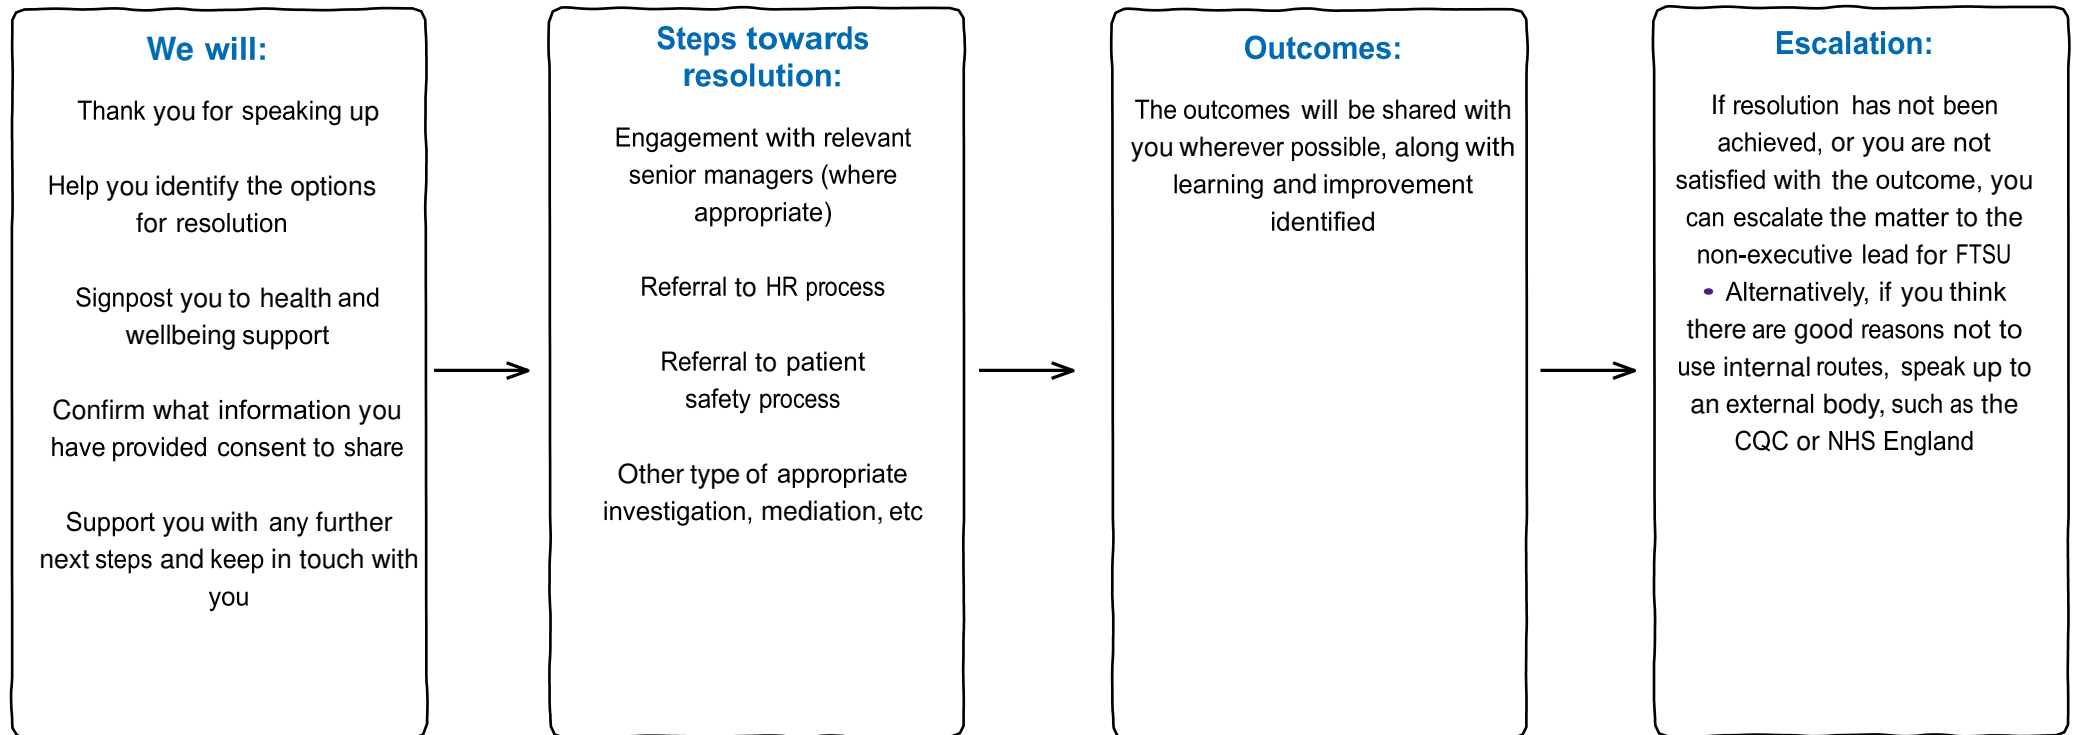 We will:
Thank you for speaking up
Help you identify the options
for resolution
Signpost you to health and
wellbeing support
Confirm what information you
have provided consent to share
Support you with any further
next steps and keep in touch with
you
Steps towards
resolution:
Engagement with relevant
senior managers (where
appropriate)
Referral to HR process
Referral to patient
safety process
Other type of appropriate
investigation, mediation, etc
Outcomes:
The outcomes will be shared with
you wherever possible, along with
learning and improvement
identified
Escalation:
If resolution has not been
achieved, or you are not
satisfied with the outcome, you
can escalate the matter to the
non-executive lead for FTSU
• Alternatively, if you think
there are good reasons not to
use internal routes, speak up to
an external body, such as the
CQC or NHS England